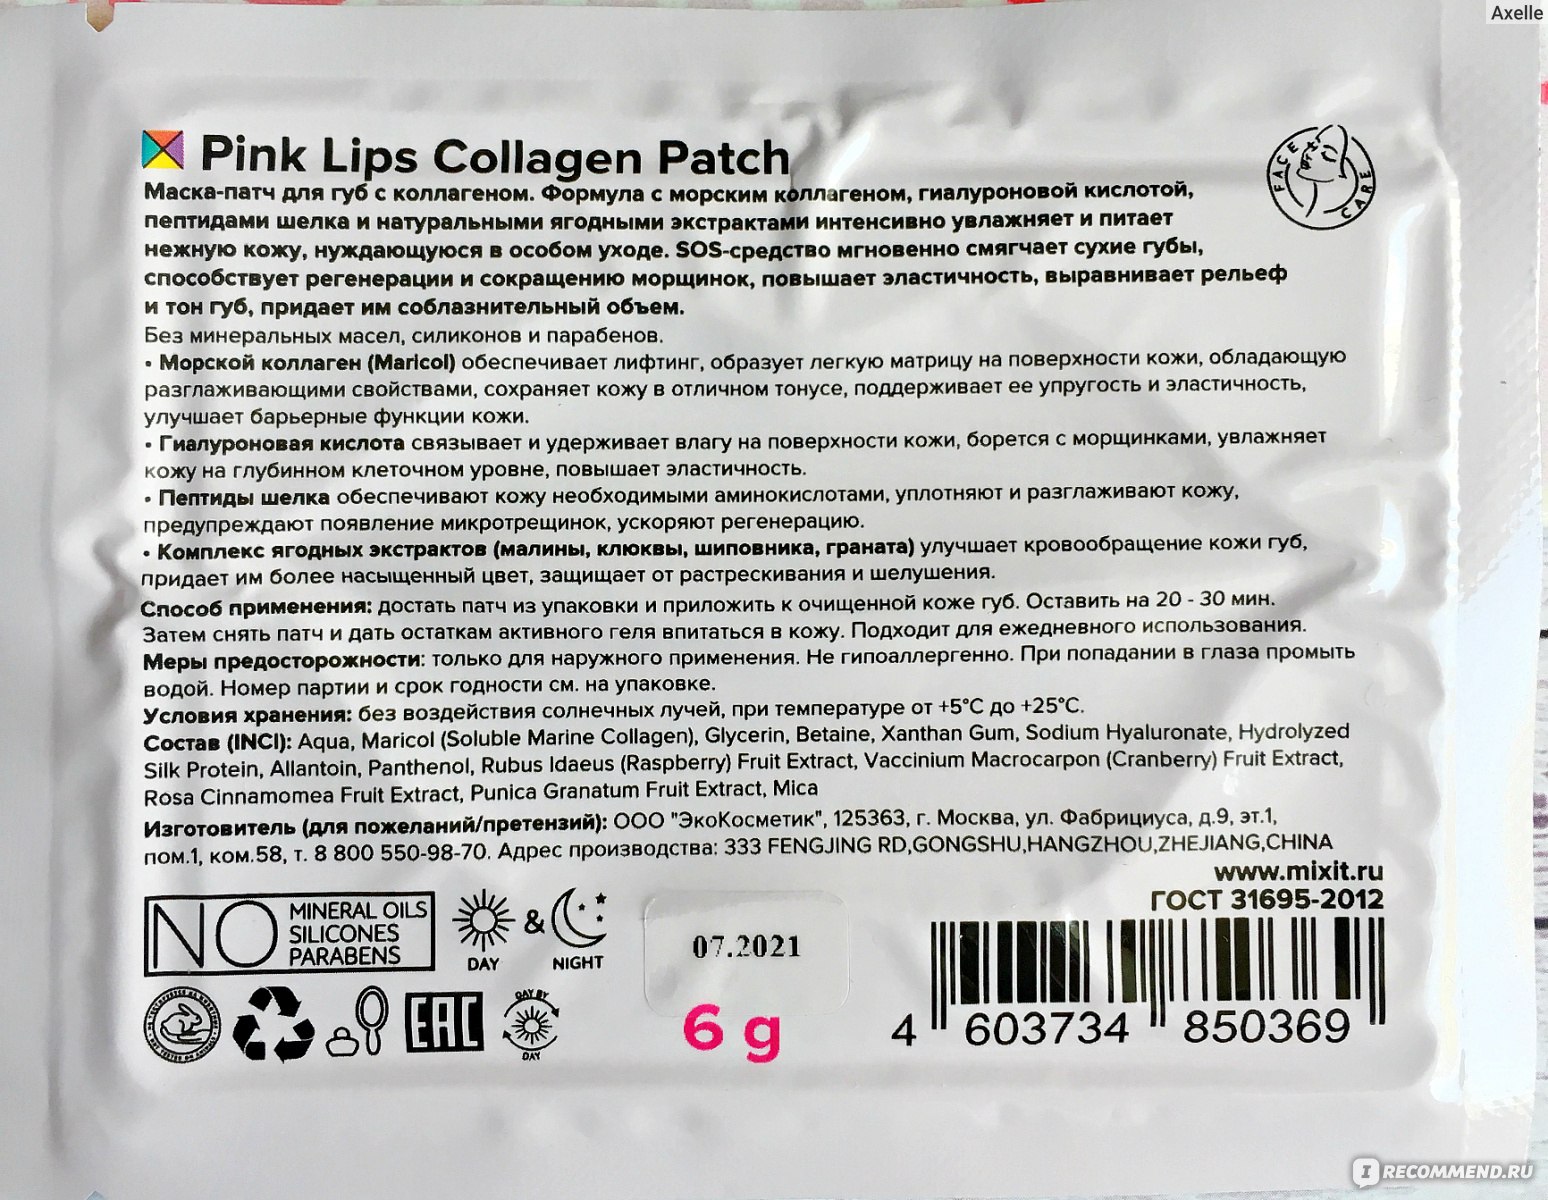 Axelle
Pink Lips Collagen Patch
FACE CARE
Маска-патч для губ с коллагеном. Формула с морским коллагеном, гиалуроновой кислотой,
пептидами шелка и натуральными ягодными экстрактами интенсивно увлажняет и питает
нежную кожу, нуждающуюся в особом уходе. SOS-средство мгновенно смягчает сухие губы,
способствует регенерации и сокращению морщинок, повышает эластичность, выравнивает рельеф
и тон губ, придает им соблазнительный объем.
Без минеральных масел, силиконов и парабенов.
• Морской коллаген (Maricol) обеспечивает лифтинг, образует легкую матрицу на поверхности кожи, обладающую
разглаживающими свойствами, сохраняет кожу в отличном тонусе, поддерживает ее упругость и эластичность,
улучшает барьерные функции кожи.
• Гиалуроновая кислота связывает и удерживает влагу на поверхности кожи, борется с морщинками, увлажняет
кожу на глубинном клеточном уровне, повышает эластичность.
• Пептиды шелка обеспечивают кожу необходимыми аминокислотами, уплотняют и разглаживают кожу,
предупреждают появление микротрещинок, ускоряют регенерацию.
• Комплекс ягодных экстрактов (малины, клюквы, шиповника, граната) улучшает кровообращение кожи губ,
придает им более насыщенный цвет, защищает от растрескивания и шелушения.
Способ применения: достать патч из упаковки и приложить к очищенной коже губ. Оставить на 20 - 30 мин.
Затем снять патч и дать остаткам активного геля впитаться в кожу. Подходит для ежедневного использования.
Меры предосторожности: только для наружного применения. Не гипоаллергенно. При попадании в глаза промыть
водой. Номер партии и срок годности см. на упаковке.
Условия хранения: без воздействия солнечных лучей, при температуре от +5°C до +25°C.
Состав (INCI): Aqua, Maricol (Soluble Marine Collagen), Glycerin, Betaine, Xanthan Gum, Sodium Hyaluronate, Hydrolyzed
Silk Protein, Allantoin, Panthenol, Rubus Idaeus (Raspberry) Fruit Extract, Vaccinium Macrocarpon (Cranberry) Fruit Extract,
Rosa Cinnamomea Fruit Extract, Punica Granatum Fruit Extract, Mica
Изготовитель (для пожеланий/претензий): ООО "ЭкоКосметик", 125363, г. Москва, ул. Фабрициуса, д.9, эт.1,
пом.1, ком.58, т. 8 800 550-98-70. Адрес производства: 333 FENGJING RD,GONGSHU,HANGZHOU,ZHEJIANG,CHINA
www.mixit.ru
ГОСТ 31695-2012
NO MINERAL OILS
SILICONES
PARABENS
DAY & NIGHT
07.2021
6 g
EAC
DAY BY
DAY
4 603734 850369
IRECOMMEND.RU